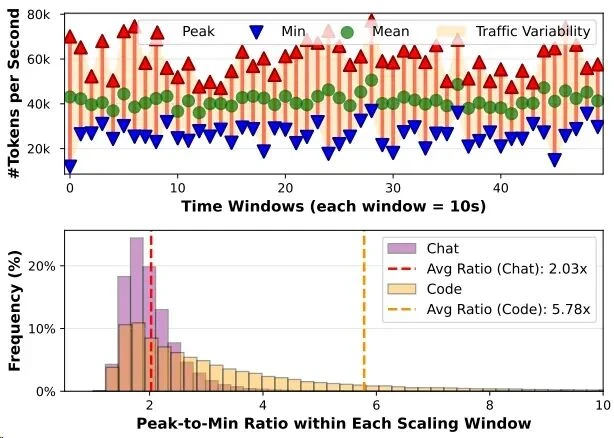 #Tokens per Second
80k
60k
40k
20k
Peak Min Mean Traffic Variability
0 10 20 30 40
Time Windows (each window = 10s)
Frequency (%)
20%
10%
0%
Chat
Avg Ratio (Chat): 2.03x
Code
Avg Ratio (Code): 5.78x
2 4 6 8 10
Peak-to-Min Ratio within Each Scaling Window